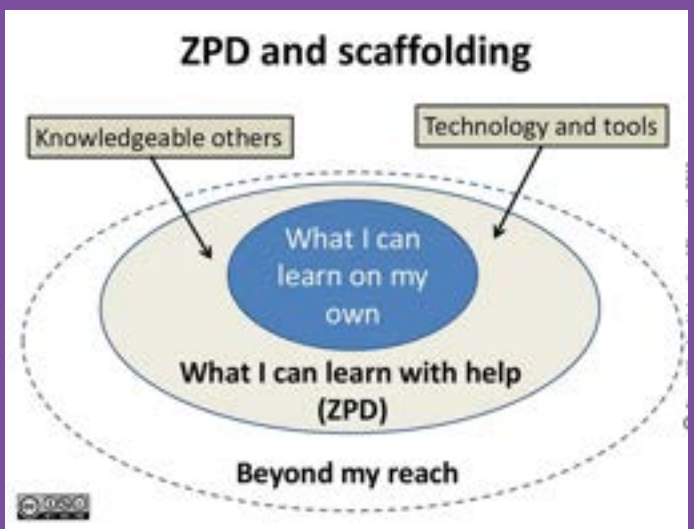 ZPD and scaffolding
Knowledgeable others
Technology and tools
What I can
learn on my
own
What I can learn with help
(ZPD)
Beyond my reach